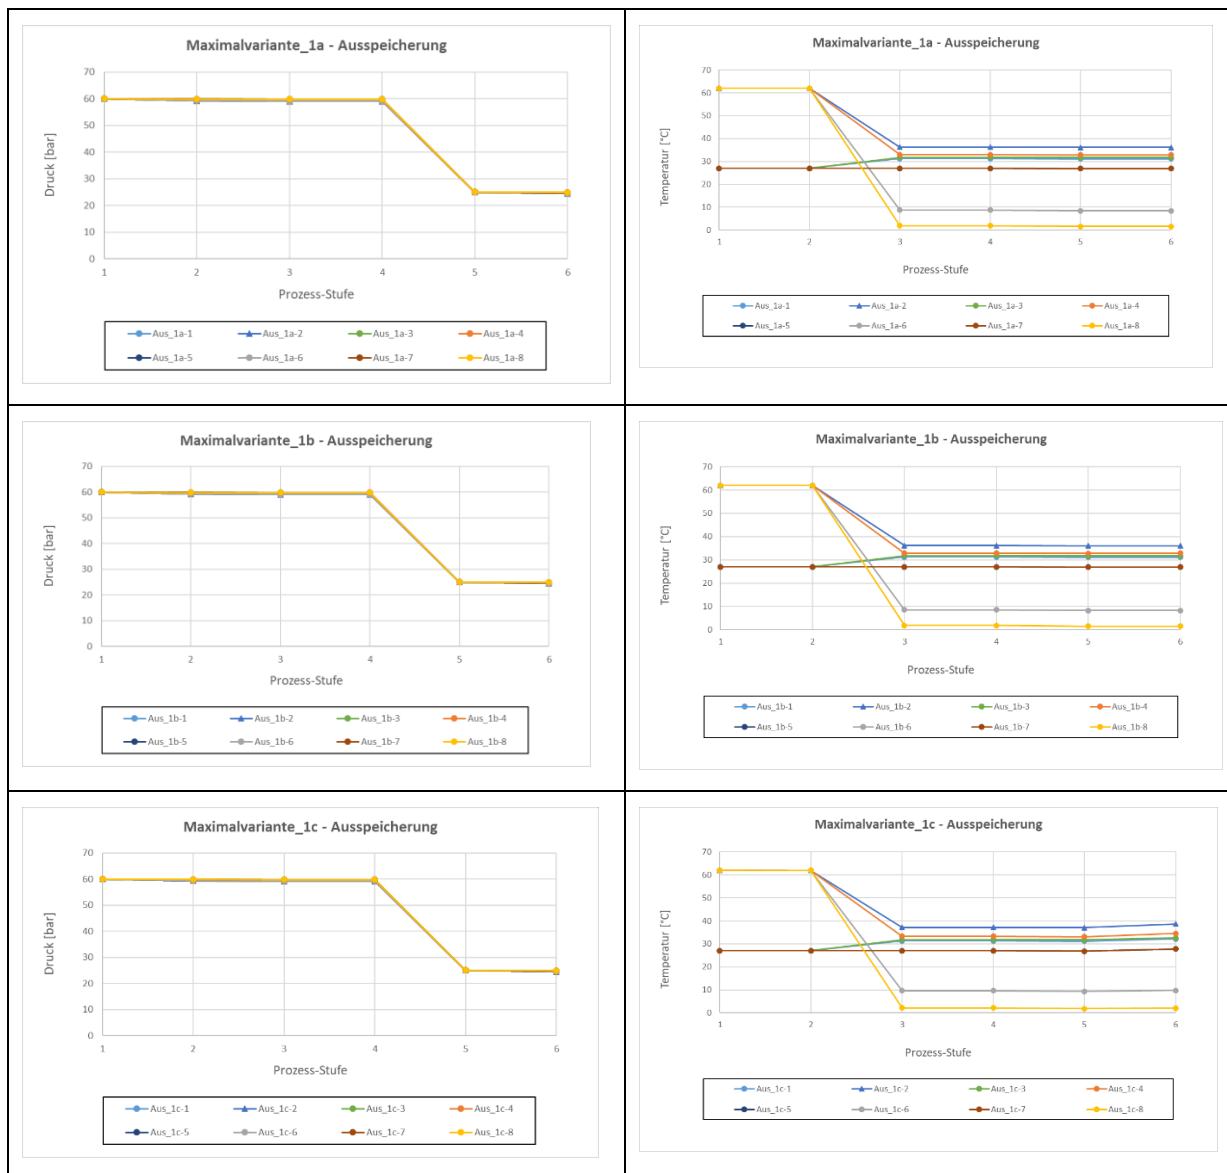 Maximalvariante_1a - Ausspeicherung
Druck [bar]
70
60
50
40
30
20
10
0
1 2 3 4 5 6
Prozess-Stufe
Aus_1a-1 Aus_1a-2 Aus_1a-3 Aus_1a-4
Aus_1a-5 Aus_1a-6 Aus_1a-7 Aus_1a-8
Maximalvariante_1a - Ausspeicherung
Temperatur [°C]
70
60
50
40
30
20
10
0
1 2 3 4 5 6
Prozess-Stufe
Aus_1a-1 Aus_1a-2 Aus_1a-3 Aus_1a-4
Aus_1a-5 Aus_1a-6 Aus_1a-7 Aus_1a-8
Maximalvariante_1b - Ausspeicherung
Druck [bar]
70
60
50
40
30
20
10
0
1 2 3 4 5 6
Prozess-Stufe
Aus_1b-1 Aus_1b-2 Aus_1b-3 Aus_1b-4
Aus_1b-5 Aus_1b-6 Aus_1b-7 Aus_1b-8
Maximalvariante_1b - Ausspeicherung
Temperatur [°C]
70
60
50
40
30
20
10
0
1 2 3 4 5 6
Prozess-Stufe
Aus_1b-1 Aus_1b-2 Aus_1b-3 Aus_1b-4
Aus_1b-5 Aus_1b-6 Aus_1b-7 Aus_1b-8
Maximalvariante_1c - Ausspeicherung
Druck [bar]
70
60
50
40
30
20
10
0
1 2 3 4 5 6
Prozess-Stufe
Aus_1c-1 Aus_1c-2 Aus_1c-3 Aus_1c-4
Aus_1c-5 Aus_1c-6 Aus_1c-7 Aus_1c-8
Maximalvariante_1c - Ausspeicherung
Temperatur [°C]
70
60
50
40
30
20
10
0
1 2 3 4 5 6
Prozess-Stufe
Aus_1c-1 Aus_1c-2 Aus_1c-3 Aus_1c-4
Aus_1c-5 Aus_1c-6 Aus_1c-7 Aus_1c-8